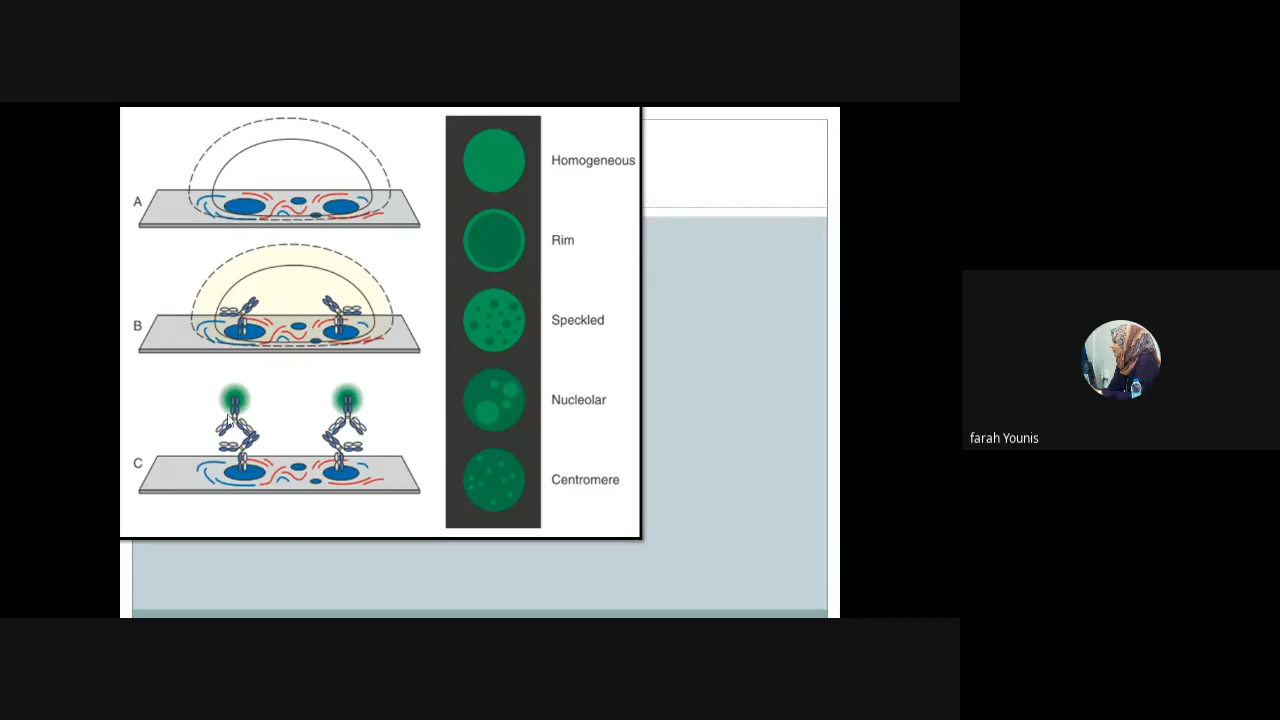 A
B
C
Homogeneous
Rim
Speckled
Nucleolar
Centromere
farah Younis